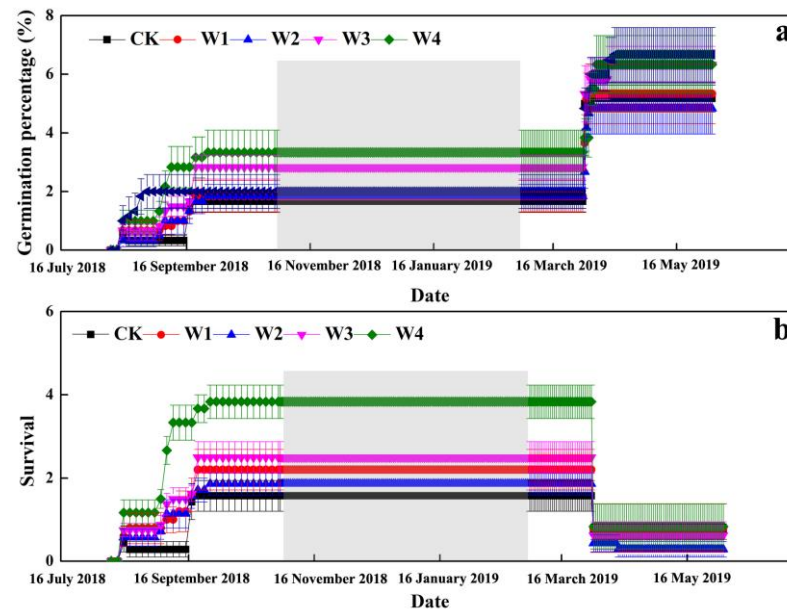 8
a
CK W1 W2 W3 W4
6
4
2
0
Germination percentage (%)
16 July 2018 16 September 2018 16 November 2018 16 January 2019 16 March 2019 16 May 2019
Date
6
b
CK W1 W2 W3 W4
4
2
0
Survival
16 July 2018 16 September 2018 16 November 2018 16 January 2019 16 March 2019 16 May 2019
Date